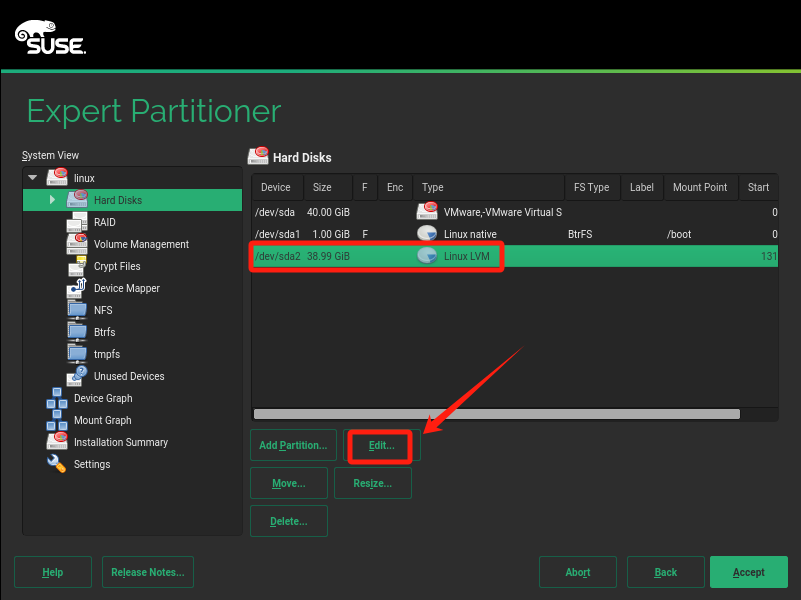 SUSE.
Expert Partitioner
System View
linux
Hard Disks
RAID
Volume Management
Crypt Files
Device Mapper
NFS
Btrfs
tmpfs
Unused Devices
Device Graph
Mount Graph
Installation Summary
Settings
Hard Disks
Device Size F Enc Type FS Type Label Mount Point Start
/dev/sda 40.00 GiB VMware,-VMware Virtual S 0
/dev/sda1 1.00 GiB F Linux native BtrFS /boot 0
/dev/sda2 38.99 GiB Linux LVM 131
Add Partition... Edit...
Move... Resize...
Delete...
Help Release Notes... Abort Back Accept